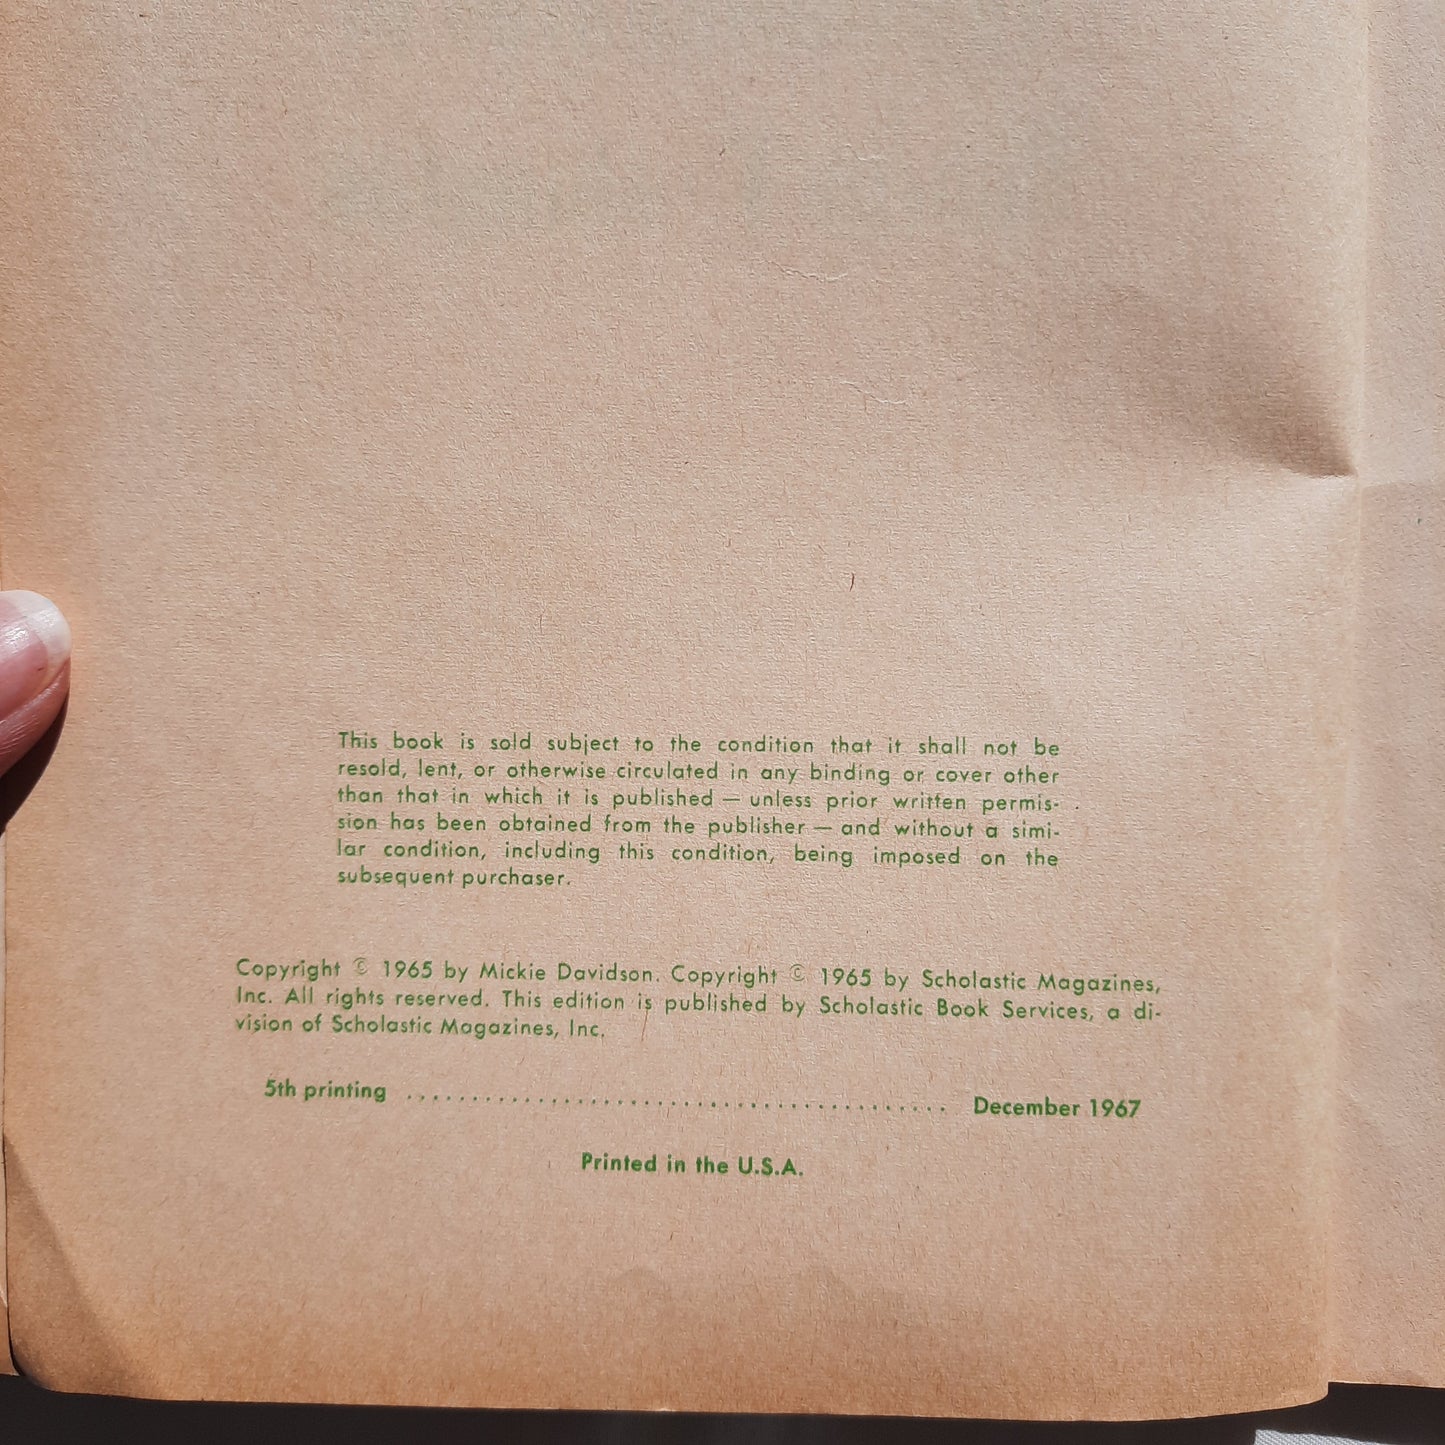 This book is sold subject to the condition that it shall not be
resold, lent, or otherwise circulated in any binding or cover other
than that in which it is published — unless prior written permis-
sion has been obtained from the publisher — and without a simi-
lar condition, including this condition, being imposed on the
subsequent purchaser.
Copyright © 1965 by Mickie Davidson. Copyright © 1965 by Scholastic Magazines,
Inc. All rights reserved. This edition is published by Scholastic Book Services, a di-
vision of Scholastic Magazines, Inc.
5th printing ......................................... December 1967
Printed in the U.S.A.